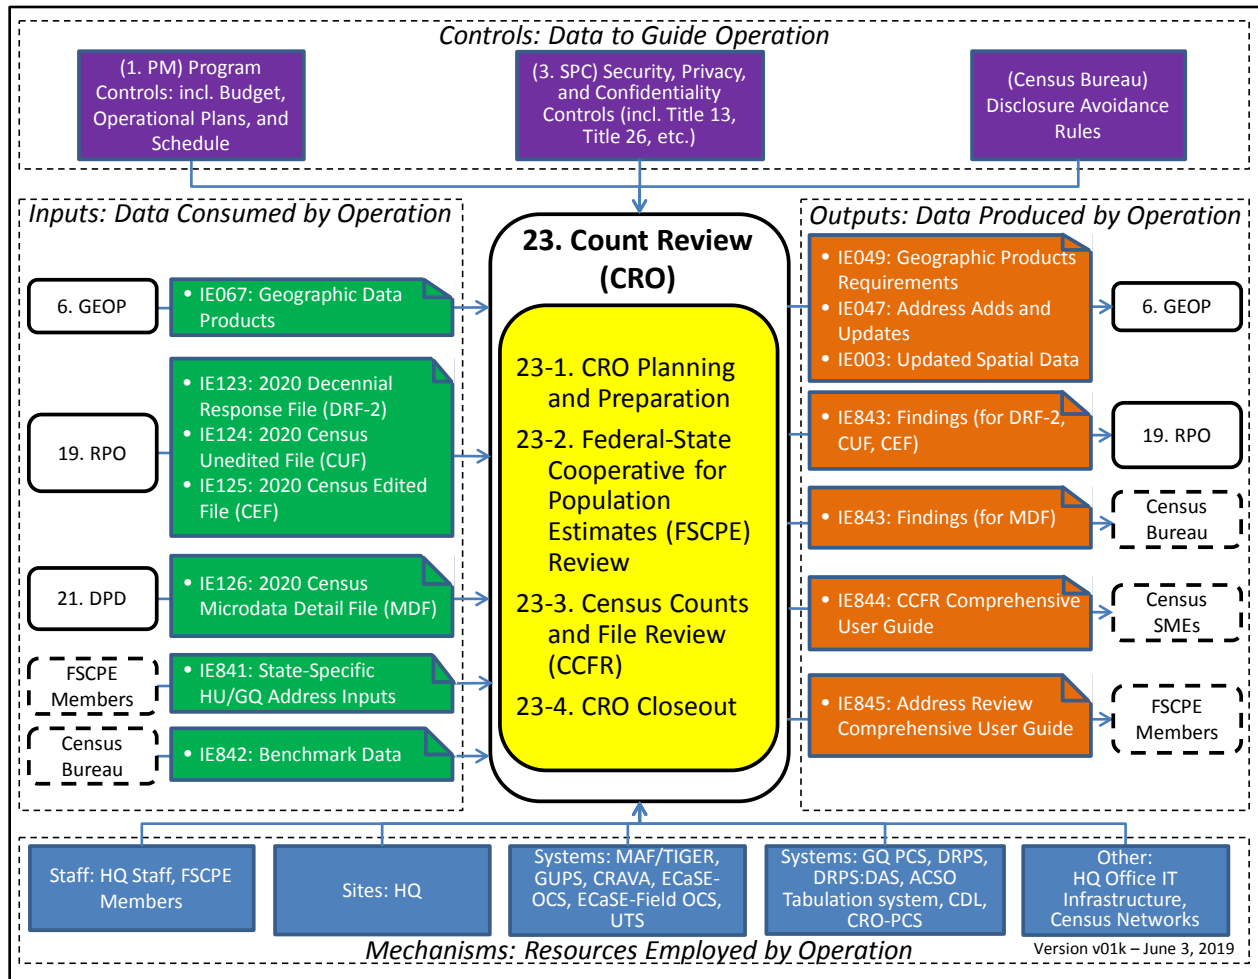 Controls: Data to Guide Operation
(1. PM) Program
Controls: incl. Budget,
Operational Plans, and
Schedule
(3. SPC) Security, Privacy,
and Confidentiality
Controls (incl. Title 13,
Title 26, etc.)
(Census Bureau)
Disclosure Avoidance
Rules
Inputs: Data Consumed by Operation
6. GEOP
• IE067: Geographic Data
Products
19. RPO
• IE123: 2020 Decennial
Response File (DRF-2)
• IE124: 2020 Census
Unedited File (CUF)
• IE125: 2020 Census Edited
File (CEF)
21. DPD
• IE126: 2020 Census
Microdata Detail File (MDF)
FSCPE
Members
• IE841: State-Specific
HU/GQ Address Inputs
Census
Bureau
• IE842: Benchmark Data
23. Count Review
(CRO)
23-1. CRO Planning
and Preparation
23-2. Federal-State
Cooperative for
Population
Estimates (FSCPE)
Review
23-3. Census Counts
and File Review
(CCFR)
23-4. CRO Closeout
Outputs: Data Produced by Operation
• IE049: Geographic Products
Requirements
• IE047: Address Adds and
Updates
• IE003: Updated Spatial Data
6. GEOP
• IE843: Findings (for DRF-2,
CUF, CEF)
19. RPO
• IE843: Findings (for MDF)
Census
Bureau
• IE844: CCFR Comprehensive
User Guide
Census
SMEs
• IE845: Address Review
Comprehensive User Guide
FSCPE
Members
Staff: HQ Staff, FSCPE
Members
Sites: HQ
Systems: MAF/TIGER,
GUPS, CRAVA, ECaSE-
OCS, ECaSE-Field OCS,
UTS
Systems: GQ PCS, DRPS,
DRPS:DAS, ACSO
Tabulation system, CDL,
CRO-PCS
Other:
HQ Office IT
Infrastructure,
Census Networks
Mechanisms: Resources Employed by Operation
Version v01k – June 3, 2019